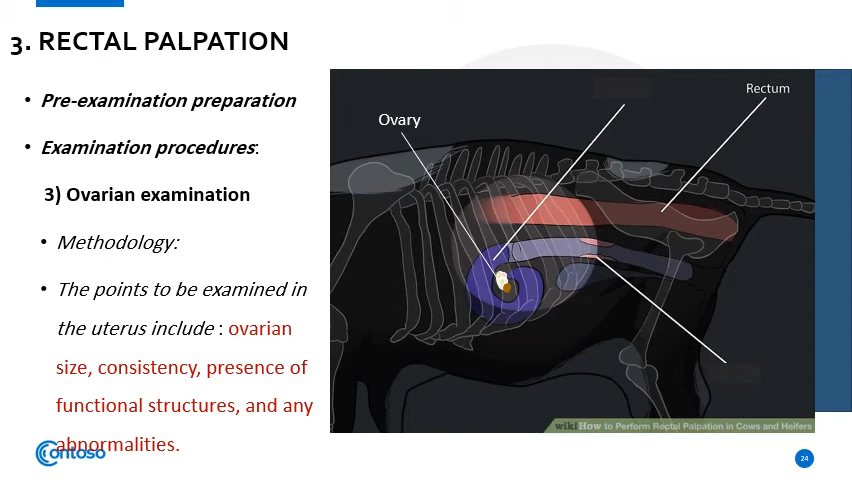 3. RECTAL PALPATION
• Pre-examination preparation
• Examination procedures:
3) Ovarian examination
• Methodology:
• The points to be examined in
the uterus include : ovarian
size, consistency, presence of
functional structures, and any
abnormalities.
Ovary
Rectum
wikiHow to Perform Rectal Palpation in Cows and Heifers
Contoso
24